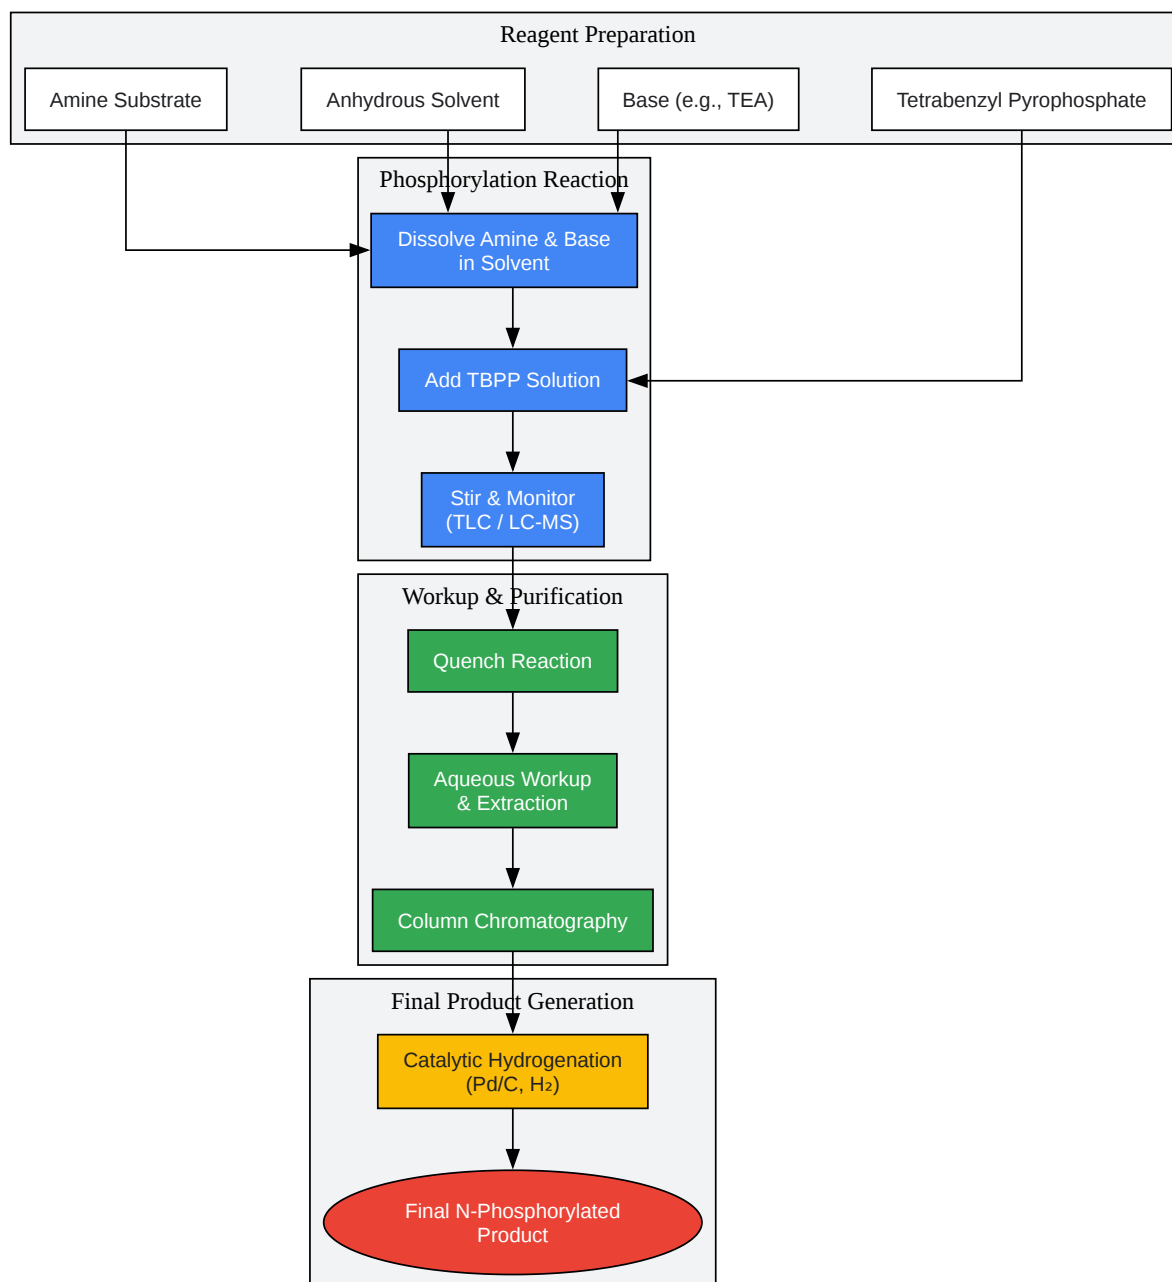 Reagent Preparation
Amine Substrate
Anhydrous Solvent
Base (e.g., TEA)
Tetrabenzyl Pyrophosphate
Phosphorylation Reaction
Dissolve Amine & Base
in Solvent
Add TBPP Solution
Stir & Monitor
(TLC / LC-MS)
Workup & Purification
Quench Reaction
Aqueous Workup
& Extraction
Column Chromatography
Final Product Generation
Catalytic Hydrogenation
(Pd/C, H₂)
Final N-Phosphorylated
Product